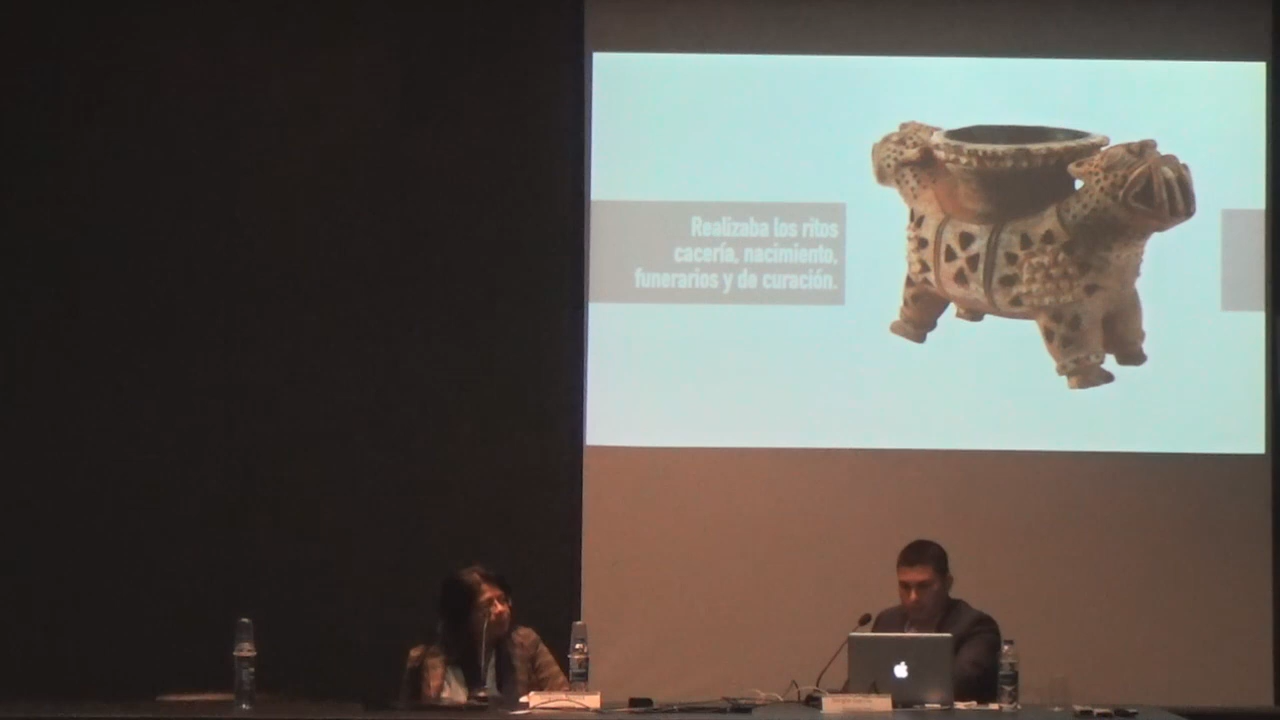 Realizaba los ritos
cacería, nacimiento,
funerarios y de curación.